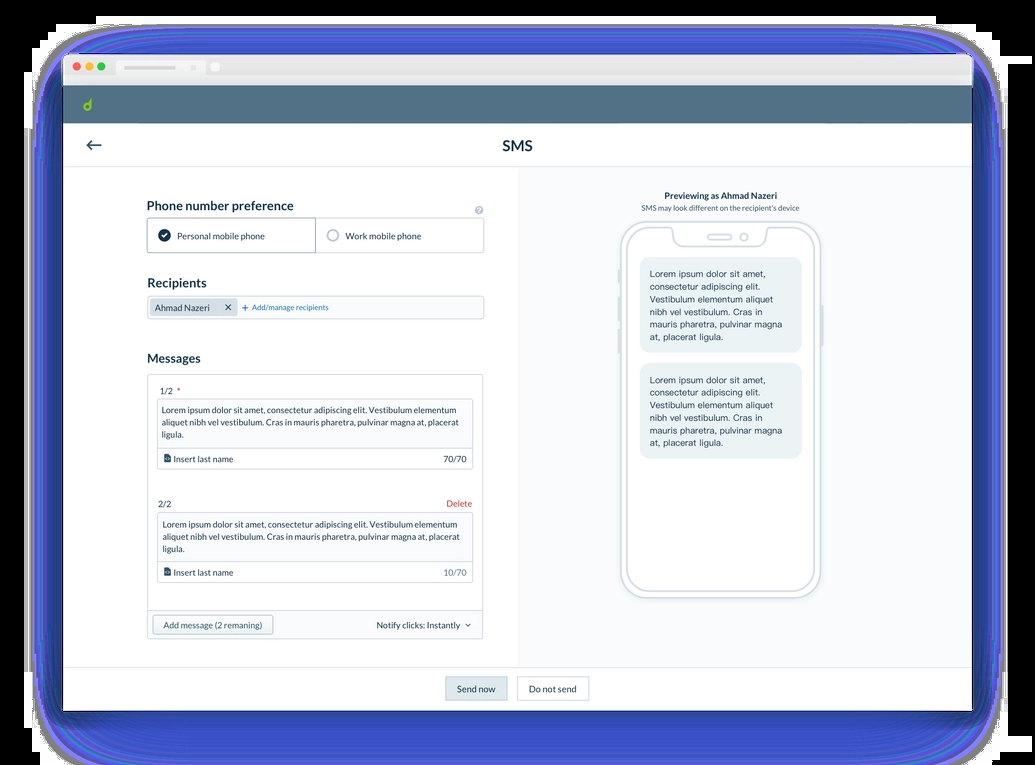 SMS
Phone number preference
?
Personal mobile phone
Work mobile phone
Recipients
Ahmad Nazeri
+ Add/manage recipients
Messages
1/2 *
Lorem ipsum dolor sit amet, consectetur adipiscing elit. Vestibulum elementum
aliquet nibh vel vestibulum. Cras in mauris pharetra, pulvinar magna at, placerat
ligula.
Insert last name
70/70
2/2
Delete
Lorem ipsum dolor sit amet, consectetur adipiscing elit. Vestibulum elementum
aliquet nibh vel vestibulum. Cras in mauris pharetra, pulvinar magna at, placerat
ligula.
Insert last name
10/70
Add message (2 remaning)
Notify clicks: Instantly
Previewing as Ahmad Nazeri
SMS may look different on the recipient's device
Lorem ipsum dolor sit amet,
consectetur adipiscing elit.
Vestibulum elementum aliquet
nibh vel vestibulum. Cras in
mauris pharetra, pulvinar magna
at, placerat ligula.
Lorem ipsum dolor sit amet,
consectetur adipiscing elit.
Vestibulum elementum aliquet
nibh vel vestibulum. Cras in
mauris pharetra, pulvinar magna
at, placerat ligula.
Send now
Do not send